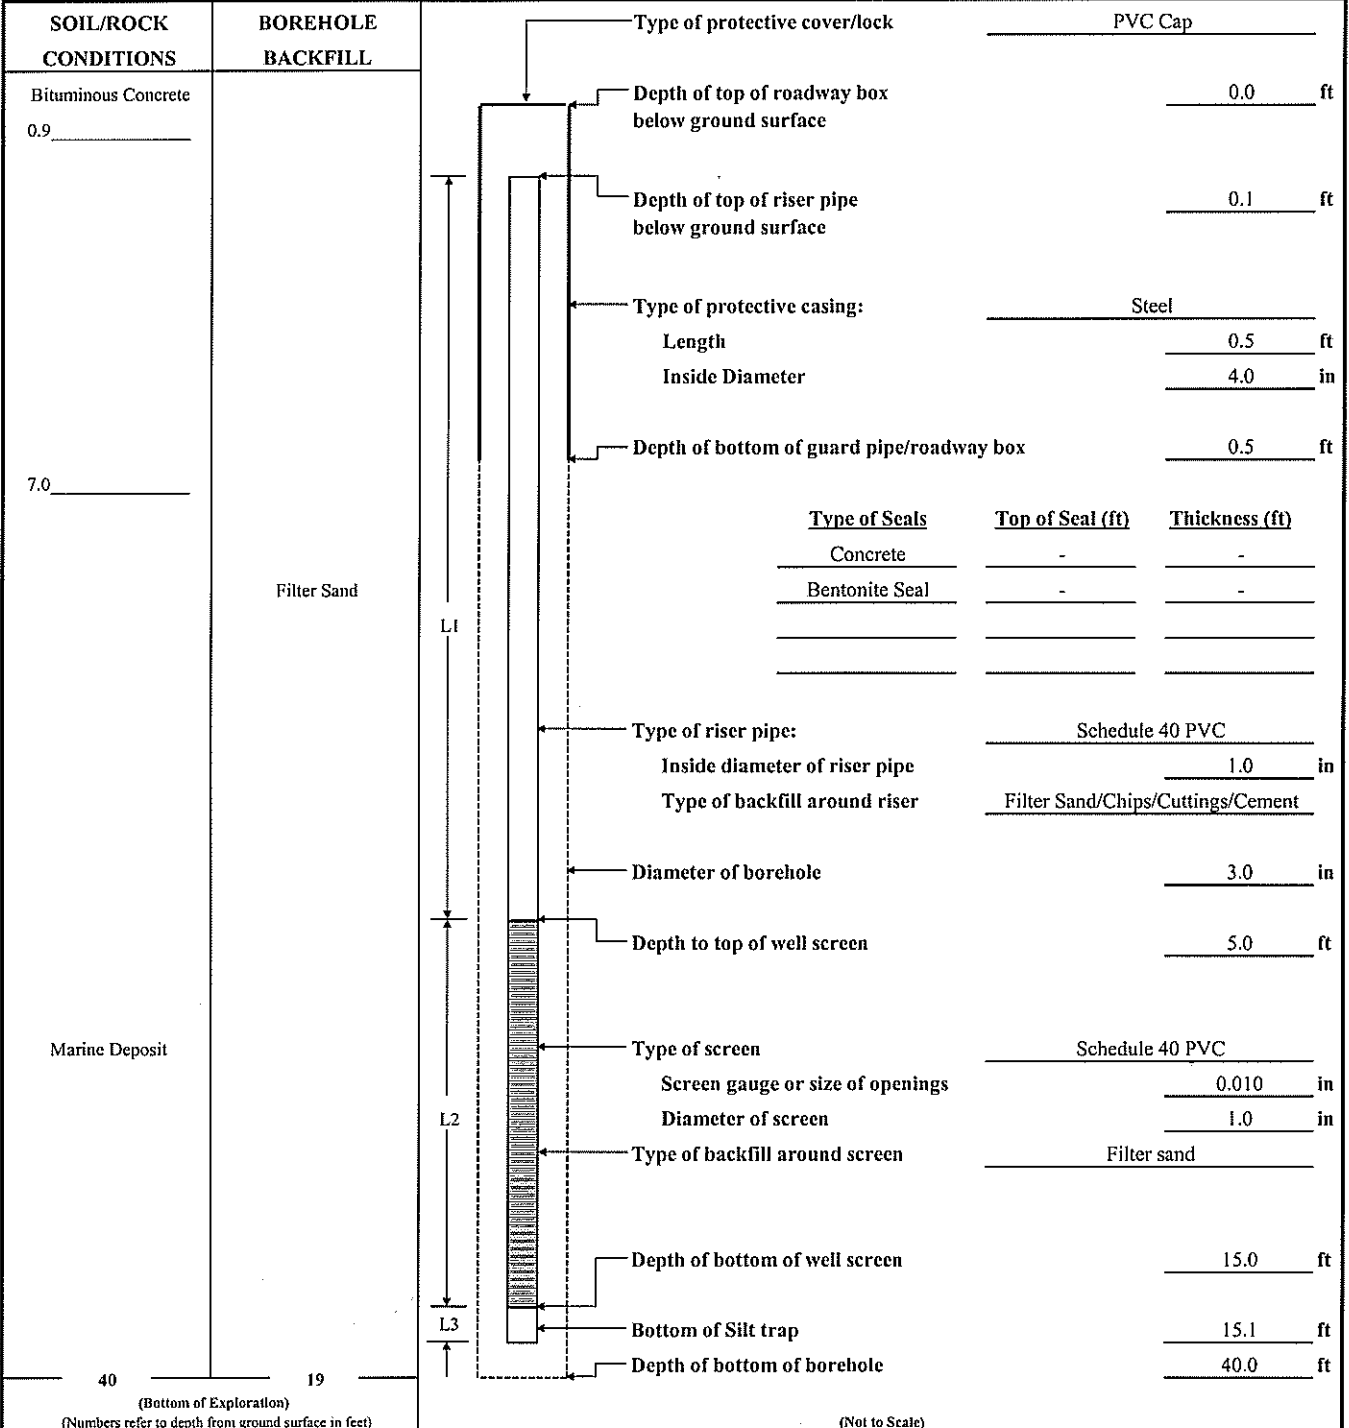 SOIL/ROCK CONDITIONS
BOREHOLE BACKFILL
Type of protective cover/lock PVC Cap
Bituminous Concrete
0.9
Depth of top of roadway box below ground surface 0.0 ft
Depth of top of riser pipe below ground surface 0.1 ft
Type of protective casing: Steel
Length 0.5 ft
Inside Diameter 4.0 in
Depth of bottom of guard pipe/roadway box 0.5 ft
7.0
Type of Seals Top of Seal (ft) Thickness (ft)
Concrete - -
Filter Sand
Bentonite Seal - -
L1
Type of riser pipe: Schedule 40 PVC
Inside diameter of riser pipe 1.0 in
Type of backfill around riser Filter Sand/Chips/Cuttings/Cement
Diameter of borehole 3.0 in
Depth to top of well screen 5.0 ft
Marine Deposit
Type of screen Schedule 40 PVC
Screen gauge or size of openings 0.010 in
L2
Diameter of screen 1.0 in
Type of backfill around screen Filter sand
Depth of bottom of well screen 15.0 ft
L3
Bottom of Silt trap 15.1 ft
Depth of bottom of borehole 40.0 ft
40 19
(Bottom of Exploration)
(Numbers refer to depth from ground surface in feet)
(Not to Scale)